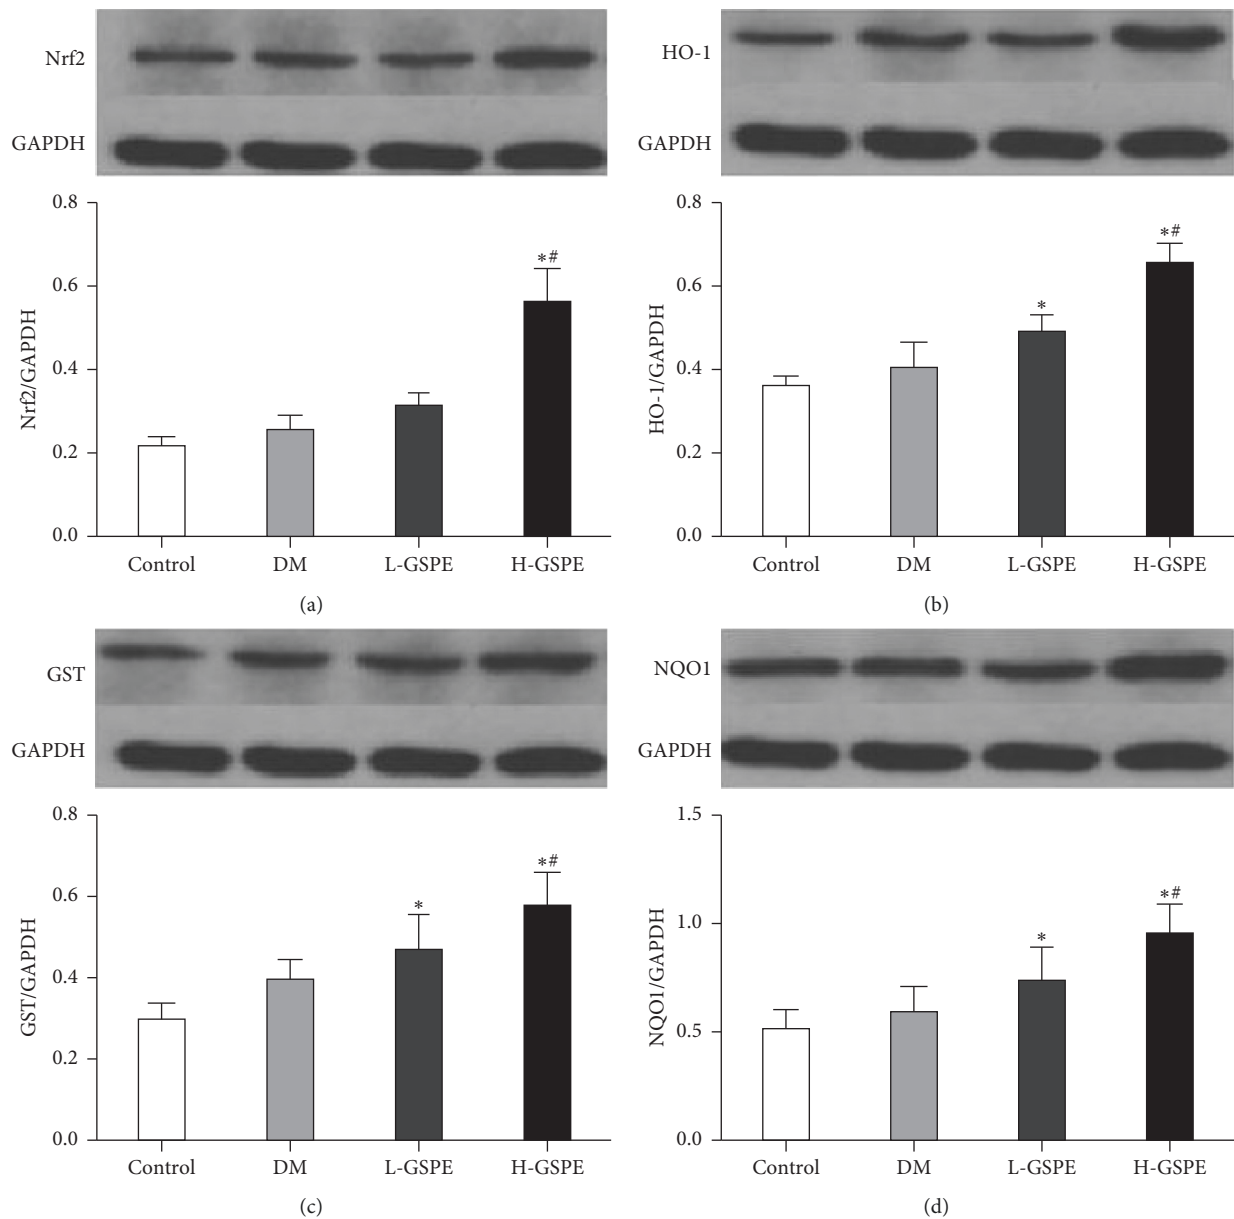 Nrf2
GAPDH
0.8
0.6
0.4
0.2
0.0
Nrf2/GAPDH
*#
Control DM L-GSPE H-GSPE
(a)
HO-1
GAPDH
0.8
0.6
0.4
0.2
0.0
HO-1/GAPDH
*
*#
Control DM L-GSPE H-GSPE
(b)
GST
GAPDH
0.8
0.6
0.4
0.2
0.0
GST/GAPDH
*
*#
Control DM L-GSPE H-GSPE
(c)
NQO1
GAPDH
1.5
1.0
0.5
0.0
NQO1/GAPDH
*
*#
Control DM L-GSPE H-GSPE
(d)